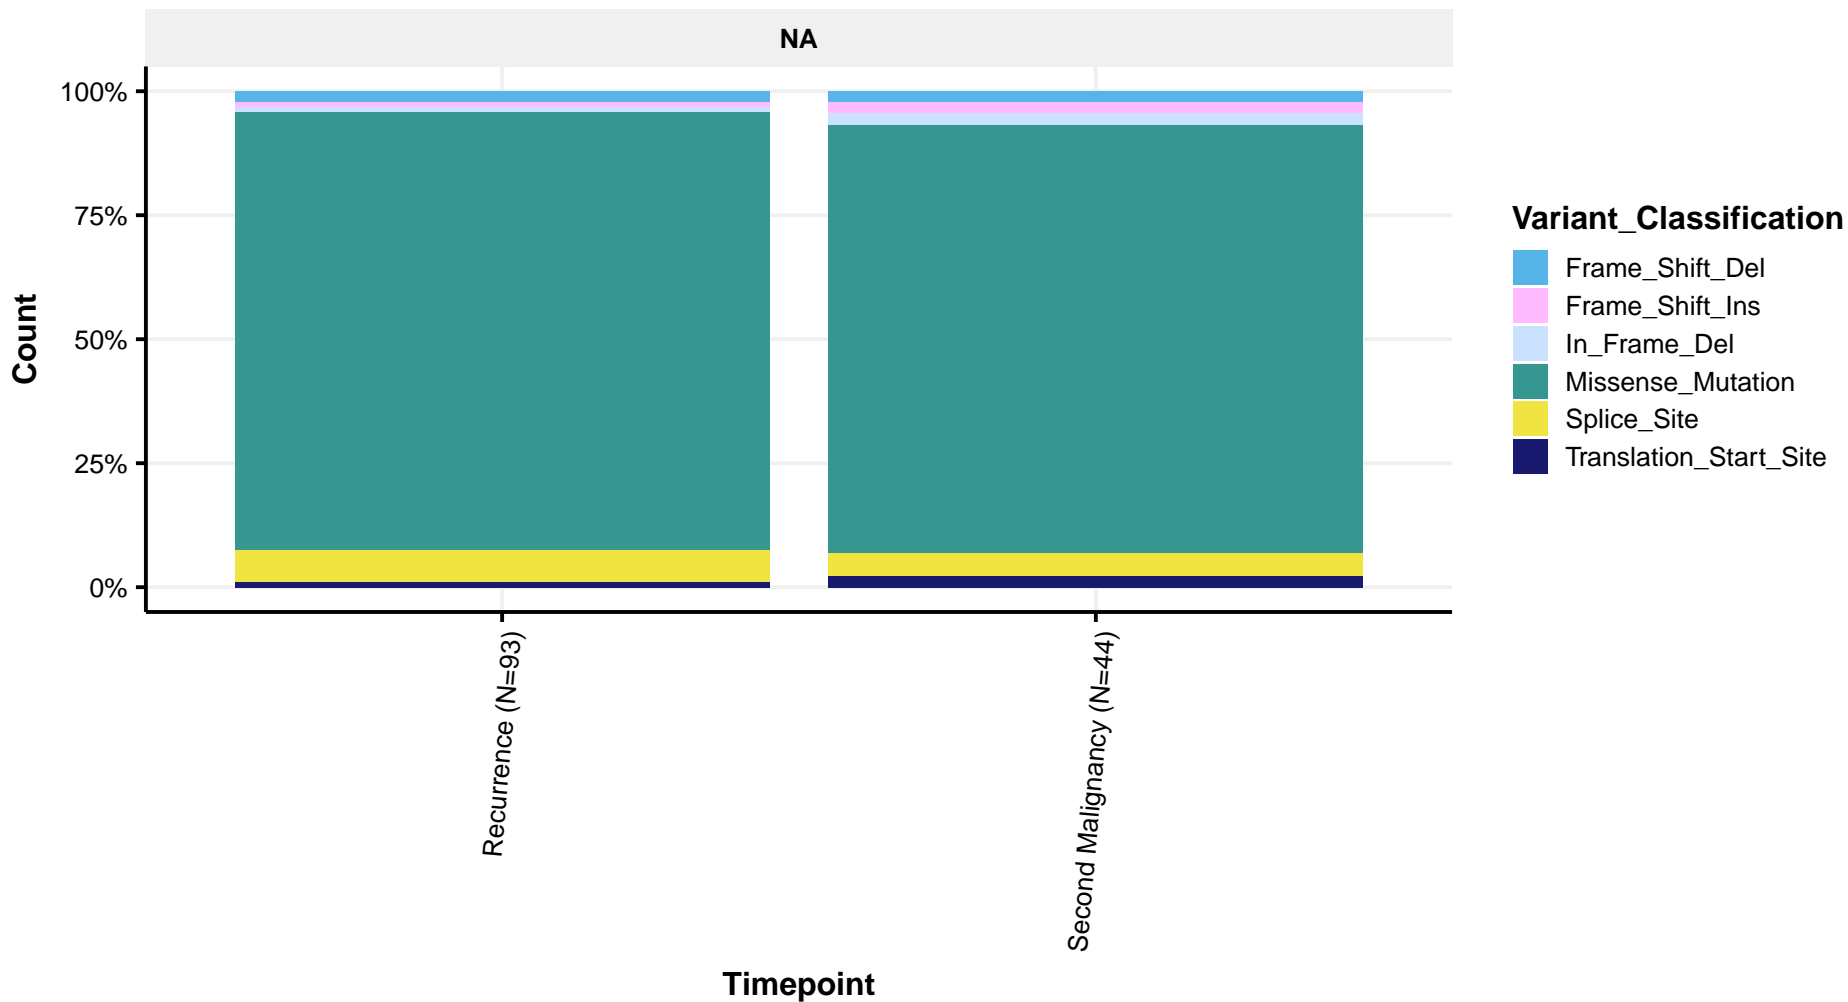 NA
100%
75%
50%
25%
0%
Count
Recurrence (N=93)
Second Malignancy (N=44)
Timepoint
Variant_Classification
Frame_Shift_Del
Frame_Shift_Ins
In_Frame_Del
Missense_Mutation
Splice_Site
Translation_Start_Site